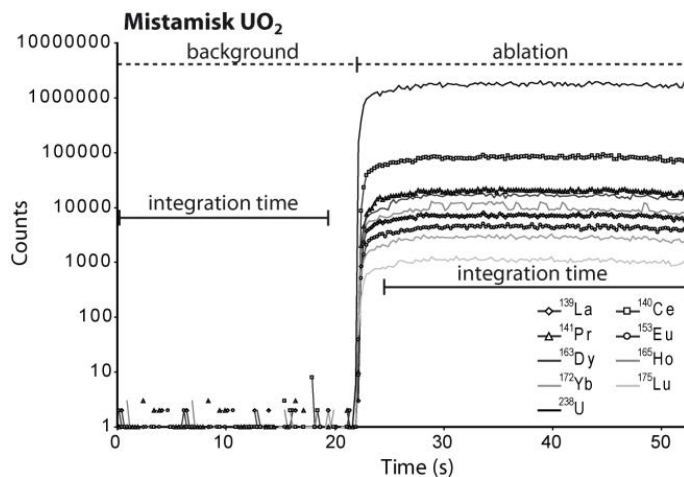 Mistamisk UO₂
background
ablation
10000000
1000000
100000
10000
1000
100
10
1
Counts
integration time
integration time
¹³⁹La ¹⁴⁰Ce
¹⁴¹Pr ¹⁵³Eu
¹⁶³Dy ¹⁶⁵Ho
¹⁷²Yb ¹⁷⁵Lu
²³⁸U
0 10 20 30 40 50
Time (s)